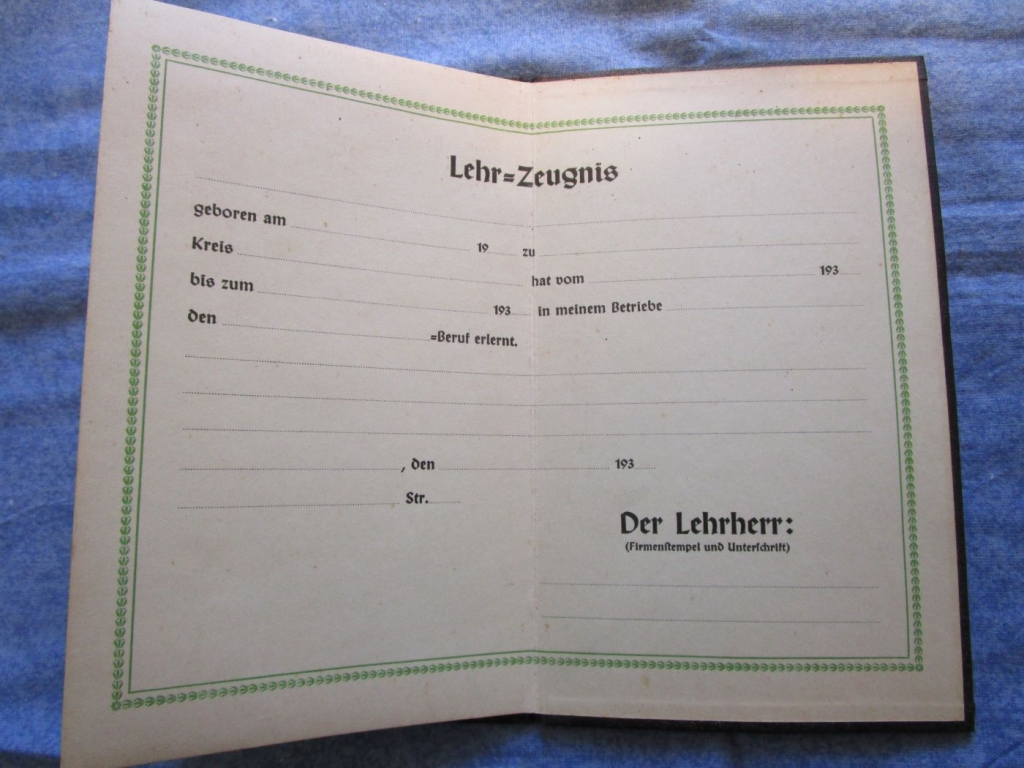 Lehr=Zeugnis
geboren am 19 zu
Kreis hat vom 193
bis zum 193 in meinem Betriebe
den =Beruf erlernt.
, den 193
Str.
Der Lehrherr:
(Firmenstempel und Unterschrift)